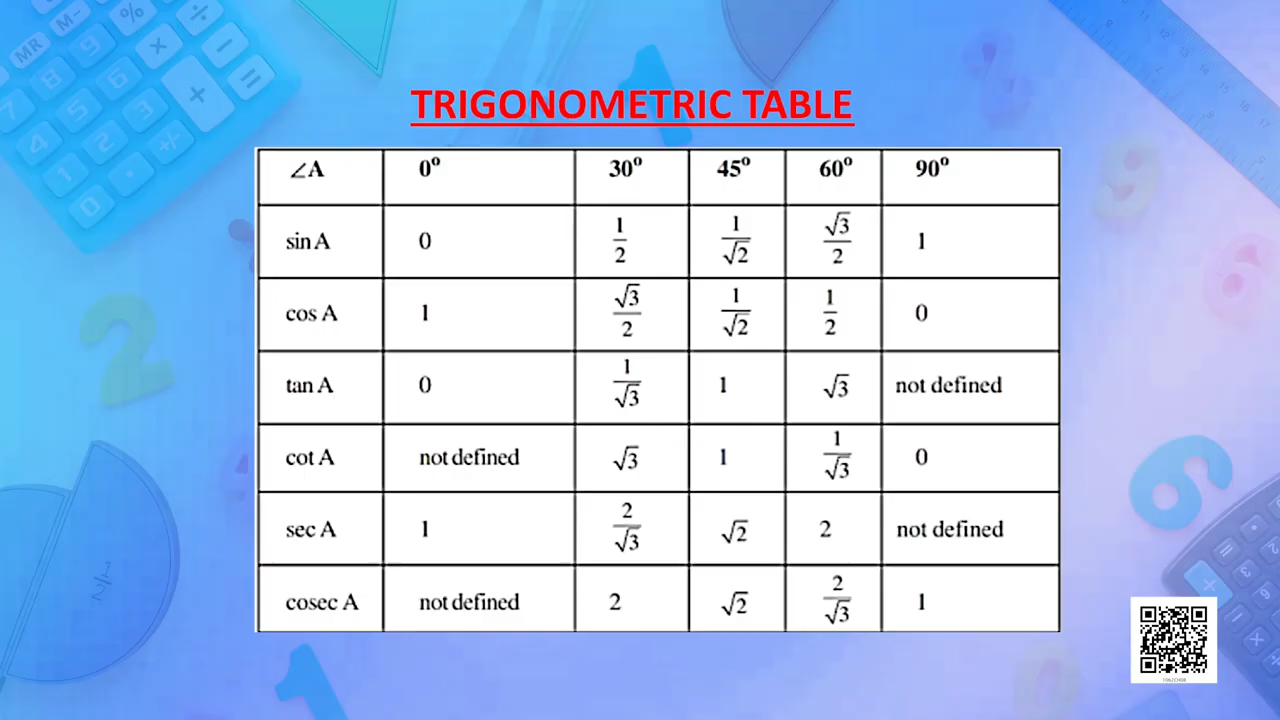 TRIGONOMETRIC TABLE
∠A 0° 30° 45° 60° 90°
sin A 0 1/2 1/√2 √3/2 1
cos A 1 √3/2 1/√2 1/2 0
tan A 0 1/√3 1 √3 not defined
cot A not defined √3 1 1/√3 0
sec A 1 2/√3 √2 2 not defined
cosec A not defined 2 √2 2/√3 1